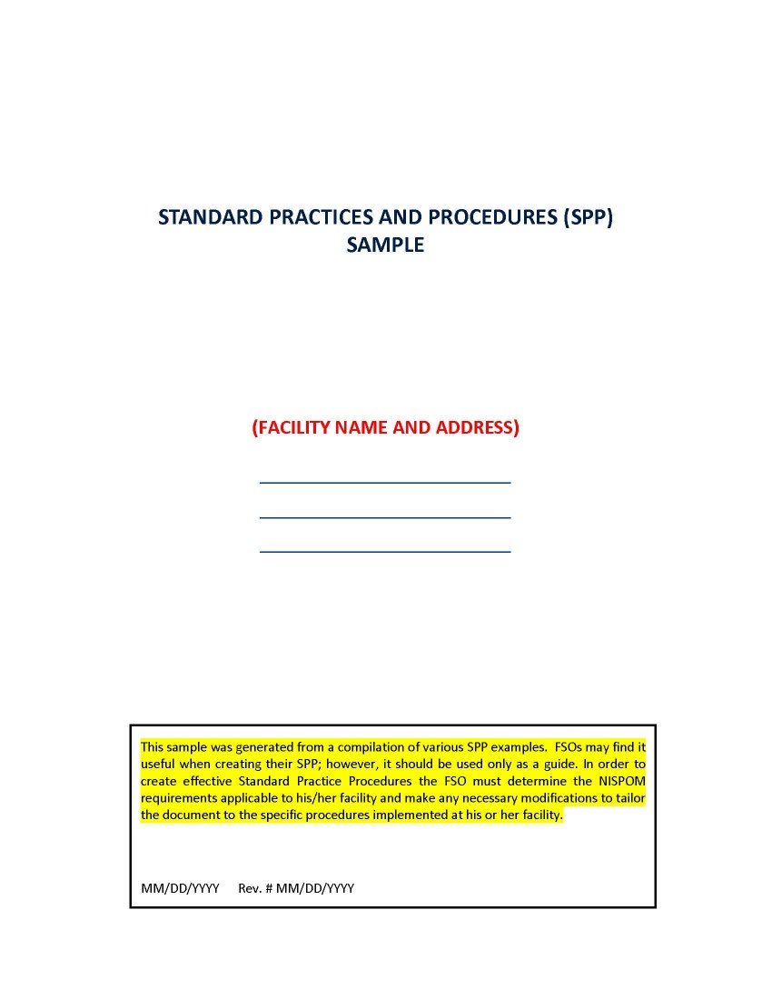 STANDARD PRACTICES AND PROCEDURES (SPP)
SAMPLE
(FACILITY NAME AND ADDRESS)
This sample was generated from a compilation of various SPP examples.  FSOs may find it
useful when creating their SPP; however, it should be used only as a guide. In order to
create effective Standard Practice Procedures the FSO must determine the NISPOM
requirements applicable to his/her facility and make any necessary modifications to tailor
the document to the specific procedures implemented at his or her facility.
MM/DD/YYYY     Rev. # MM/DD/YYYY